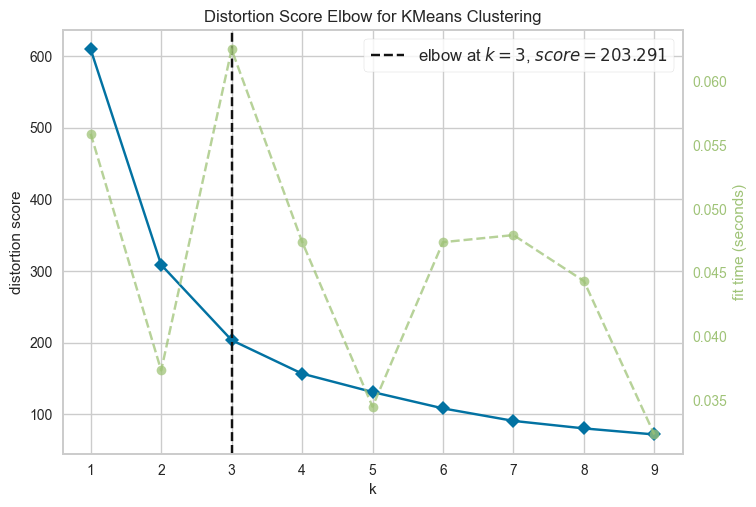 Distortion Score Elbow for KMeans Clustering
elbow at k = 3, score = 203.291
distortion score
600
500
400
300
200
100
0.060
0.055
0.050
0.045
0.040
0.035
fit time (seconds)
1 2 3 4 5 6 7 8 9
k